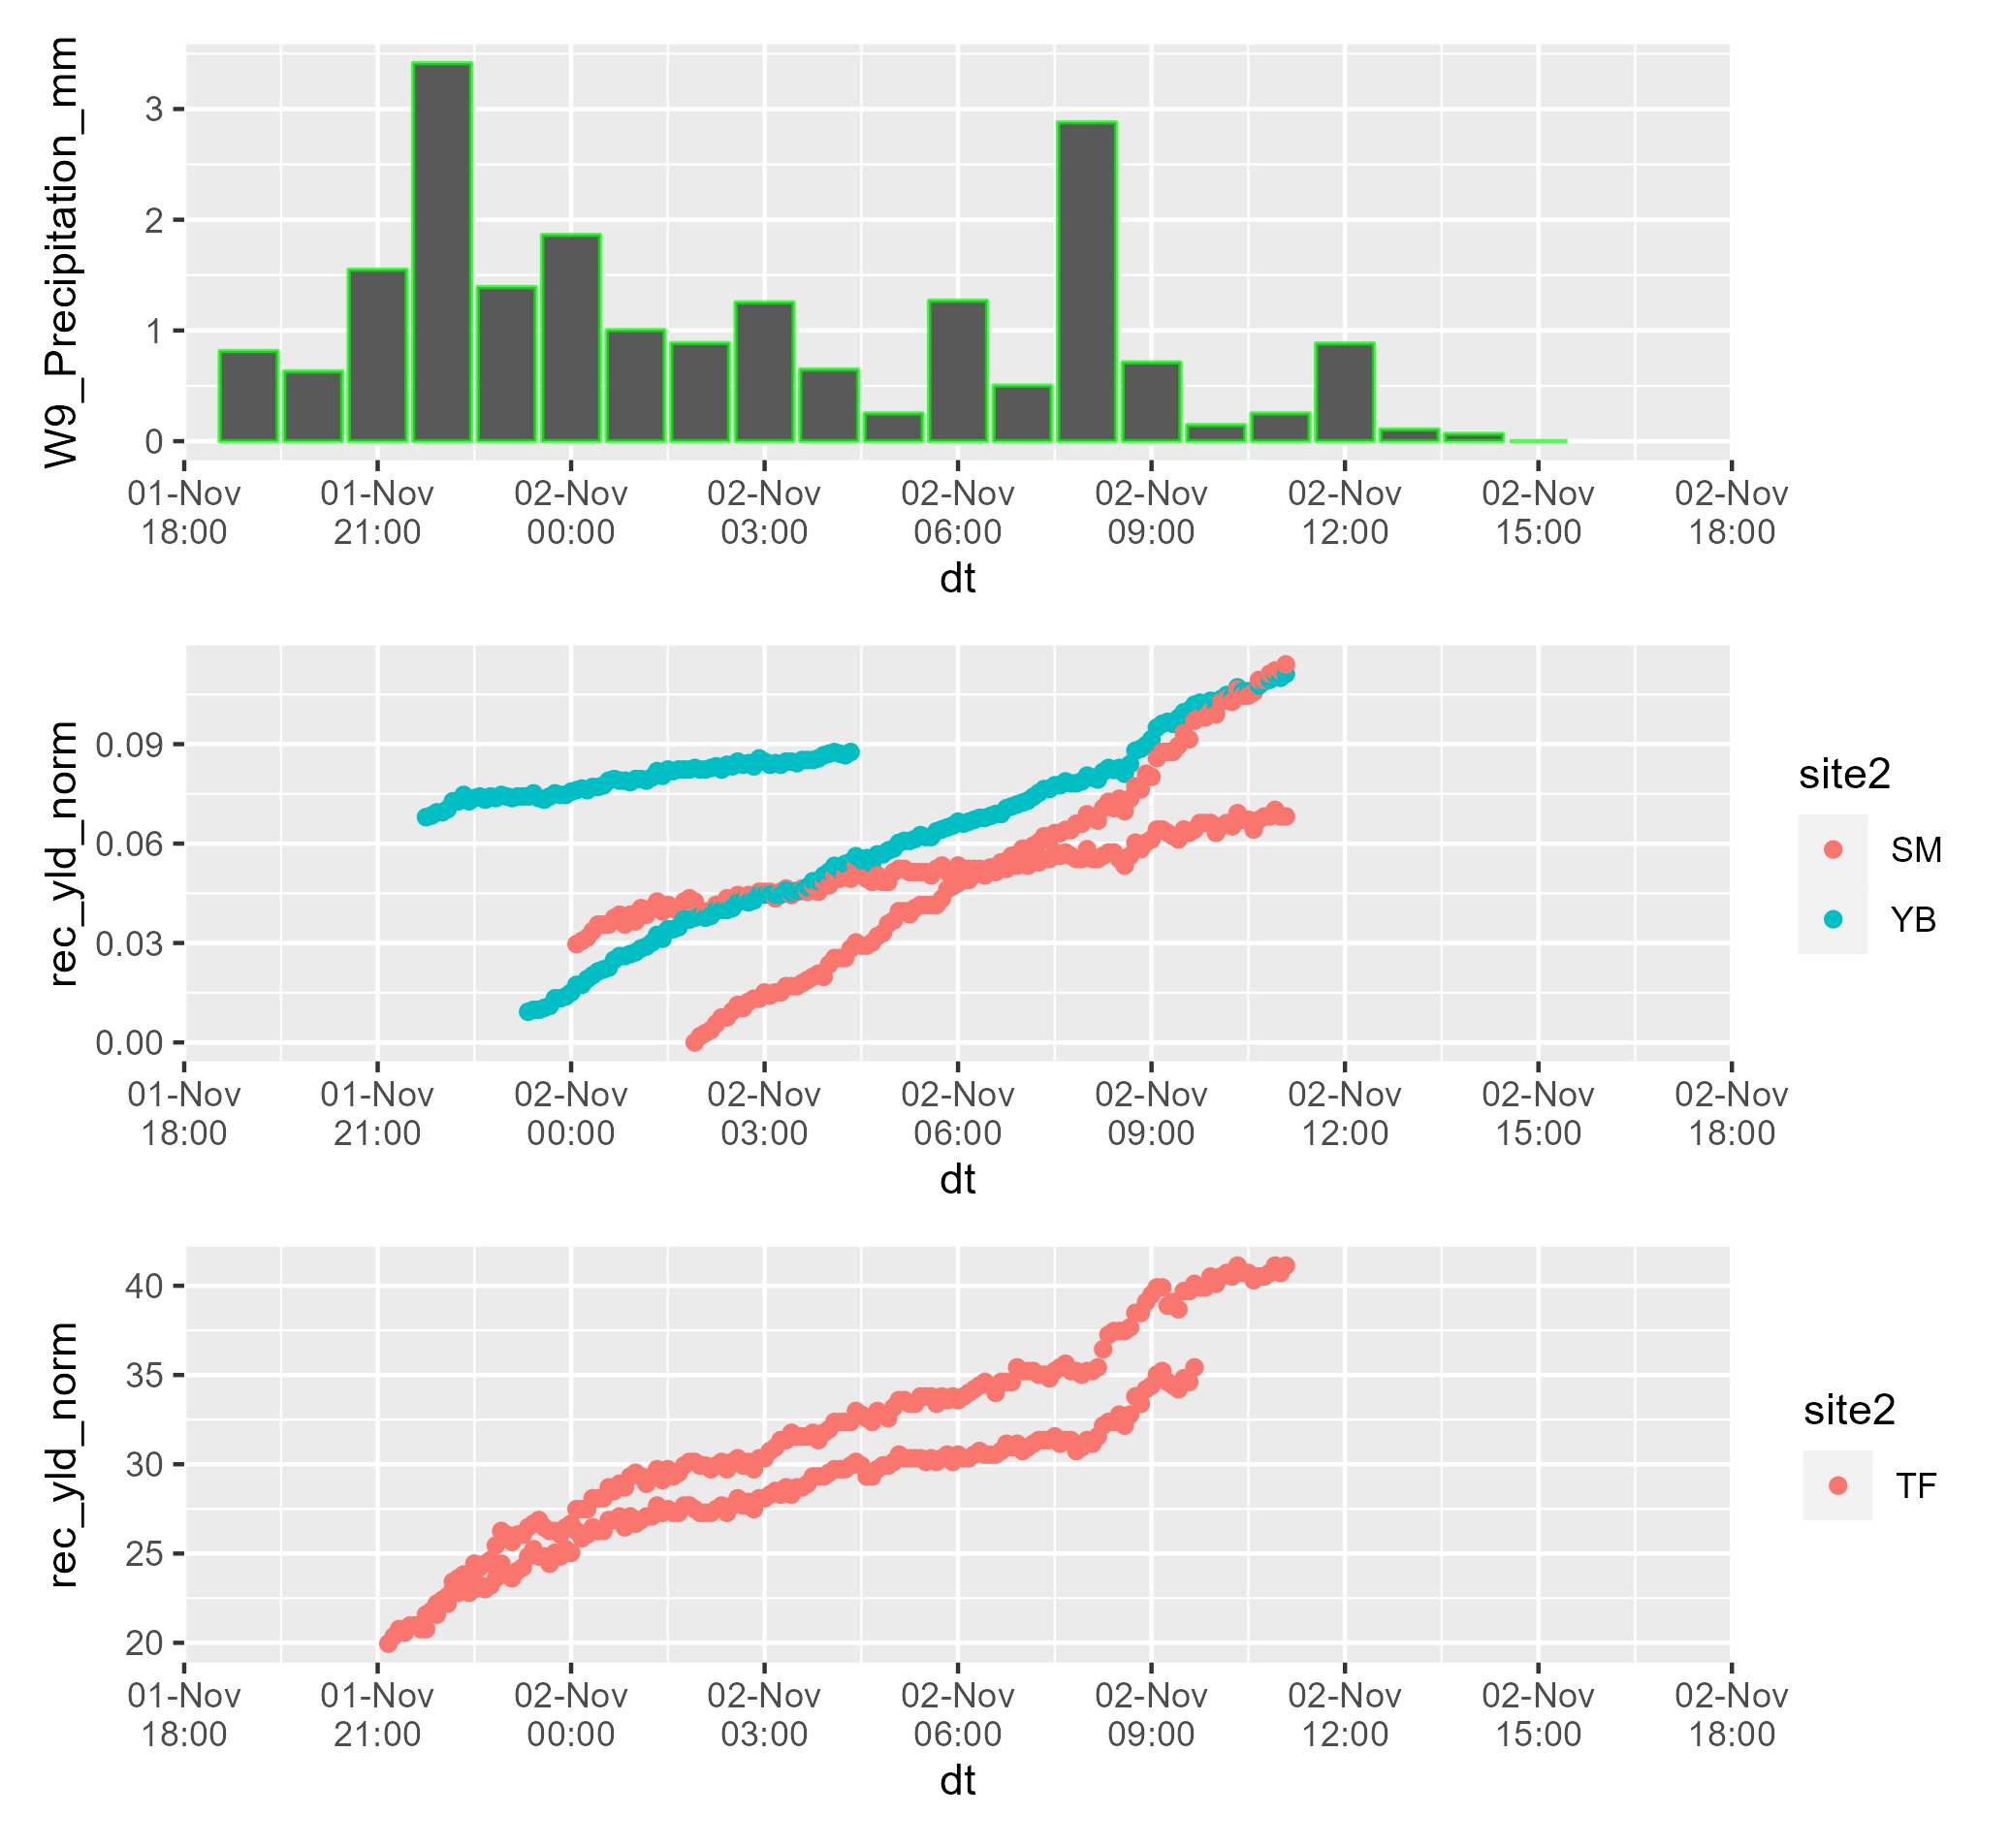 W9_Precipitation_mm
3
2
1
0
01-Nov 01-Nov 02-Nov 02-Nov 02-Nov 02-Nov 02-Nov 02-Nov 02-Nov
18:00 21:00 00:00 03:00 06:00 09:00 12:00 15:00 18:00
dt
rec_yld_norm
0.09
0.06
0.03
0.00
01-Nov 01-Nov 02-Nov 02-Nov 02-Nov 02-Nov 02-Nov 02-Nov 02-Nov
18:00 21:00 00:00 03:00 06:00 09:00 12:00 15:00 18:00
dt
site2
SM
YB
rec_yld_norm
40
35
30
25
20
01-Nov 01-Nov 02-Nov 02-Nov 02-Nov 02-Nov 02-Nov 02-Nov 02-Nov
18:00 21:00 00:00 03:00 06:00 09:00 12:00 15:00 18:00
dt
site2
TF